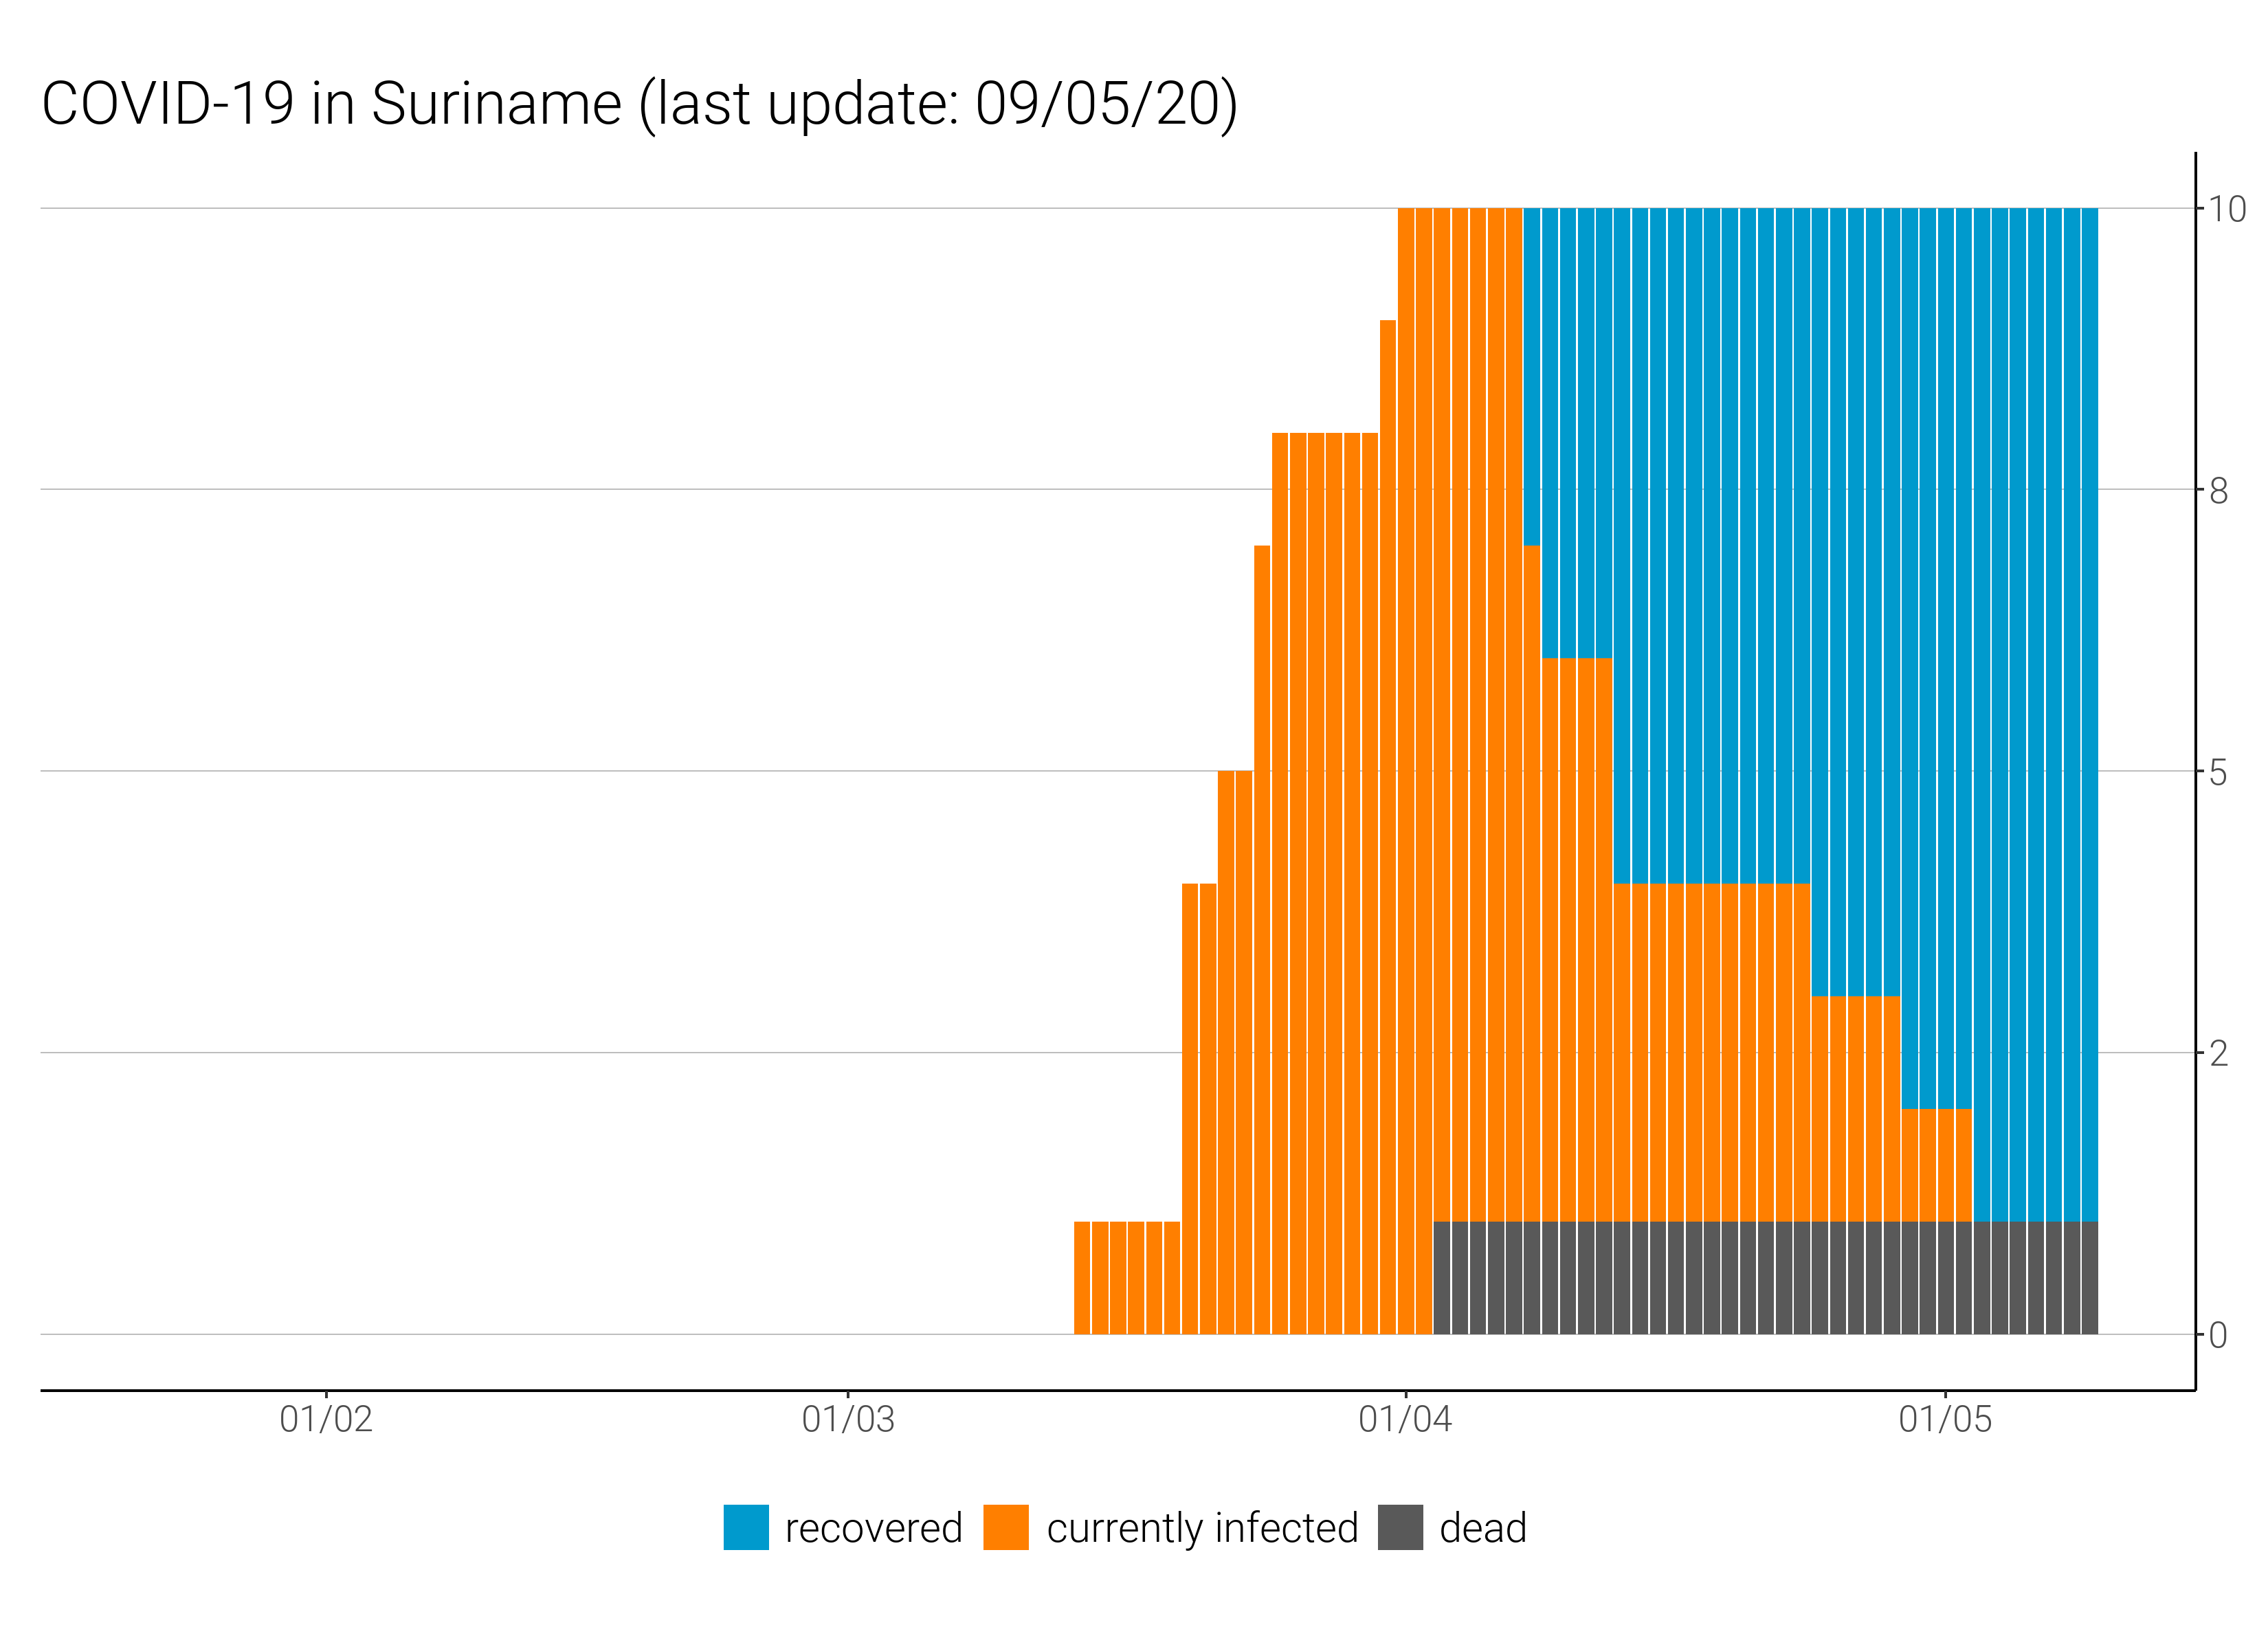 COVID-19 in Suriname (last update: 09/05/20)
10
8
5
2
0
01/02 01/03 01/04 01/05
recovered currently infected dead